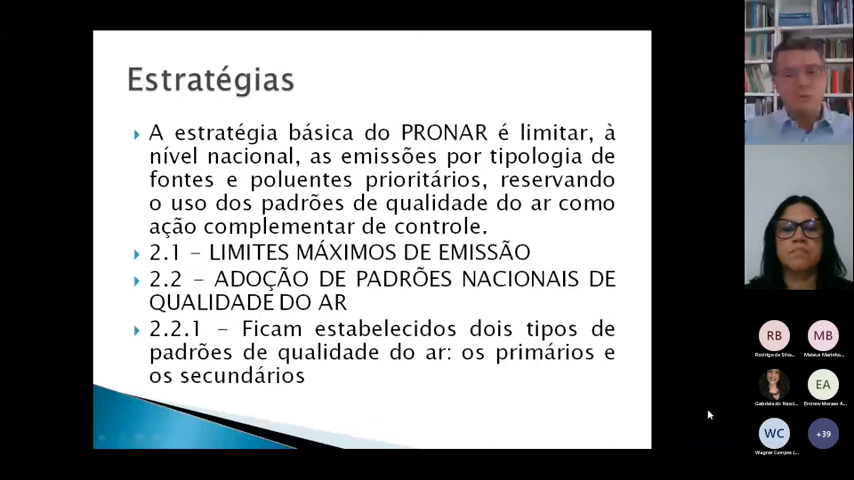 Estratégias
A estratégia básica do PRONAR é limitar, à
nível nacional, as emissões por tipologia de
fontes e poluentes prioritários, reservando
o uso dos padrões de qualidade do ar como
ação complementar de controle.
2.1 – LIMITES MÁXIMOS DE EMISSÃO
2.2 – ADOÇÃO DE PADRÕES NACIONAIS DE
QUALIDADE DO AR
2.2.1 – Ficam estabelecidos dois tipos de
padrões de qualidade do ar: os primários e
os secundários
RB
MB
Rodrigo da Silva...
Mateus Marinho...
EA
Gabriela do Nasci...
Endrew Moraes A...
WC
+39
Wagner Campos (...